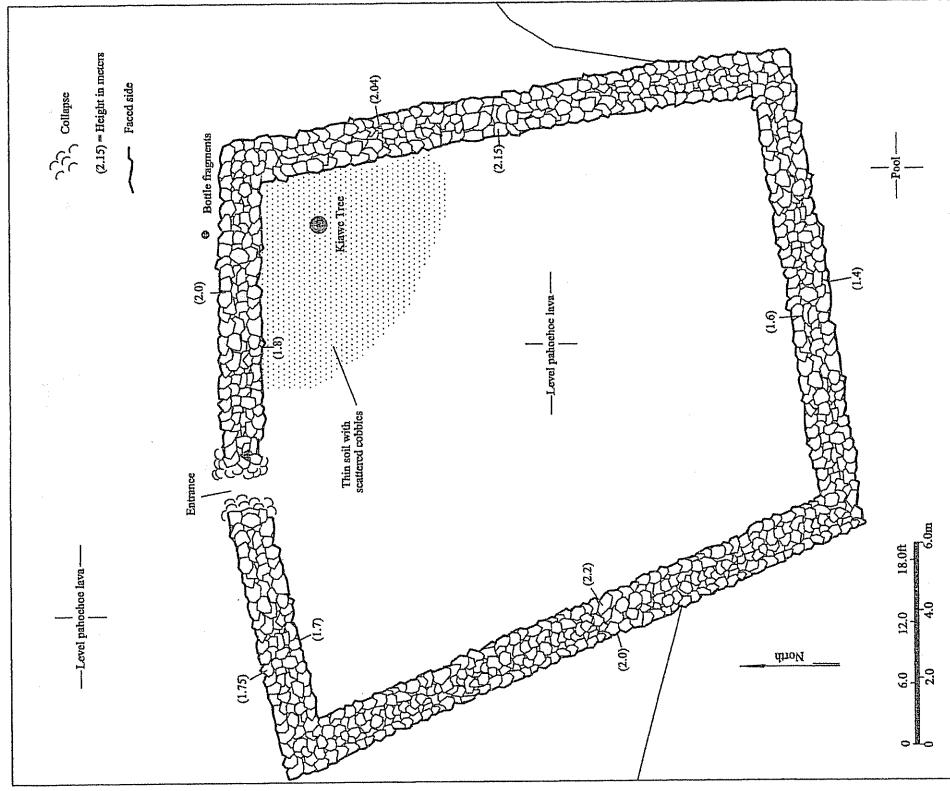 Collapse
(2.15) = Height in meters
Faced side
Bottle fragments
(2.0)
(1.8)
Kiawe Tree
(2.04)
(2.15)
Thin soil with
scattered cobbles
Entrance
Level pahoehoe lava
(1.75)
(1.7)
Level pahoehoe lava
(2.2)
(2.0)
(1.6)
(1.4)
Pool
North
0 6.0 12.0 18.0ft
0 2.0 4.0 6.0m